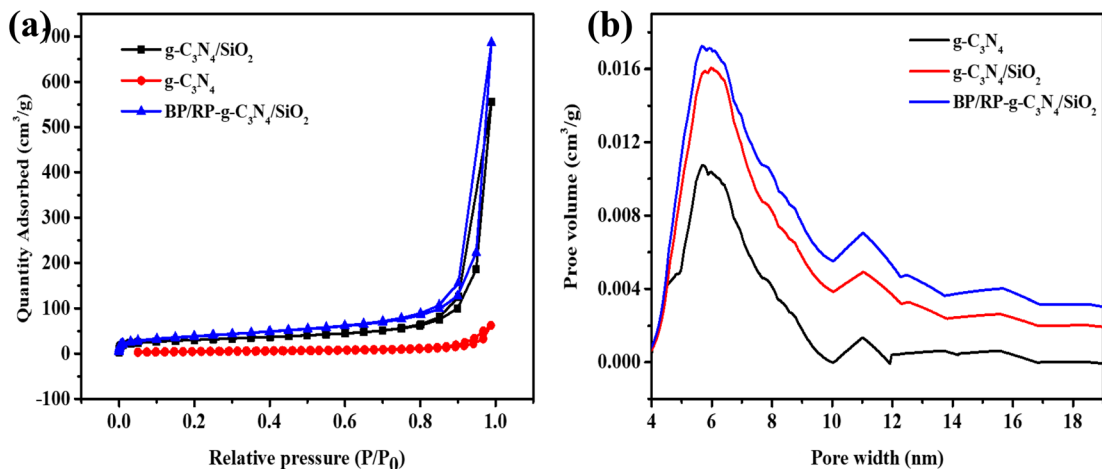 (a)
700
600
500
400
300
200
100
0
-100
Quantity Adsorbed (cm³/g)
g-C₃N₄/SiO₂
g-C₃N₄
BP/RP-g-C₃N₄/SiO₂
0.0 0.2 0.4 0.6 0.8 1.0
Relative pressure (P/P₀)
(b)
0.016
0.012
0.008
0.004
0.000
Proe volume (cm³/g)
g-C₃N₄
g-C₃N₄/SiO₂
BP/RP-g-C₃N₄/SiO₂
4 6 8 10 12 14 16 18
Pore width (nm)